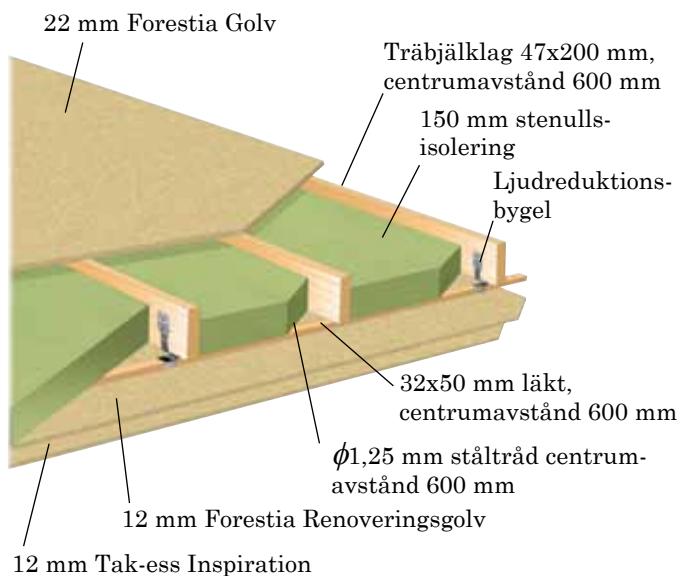 22 mm Forestia Golv
Träbjälklag 47x200 mm,
centrumavstånd 600 mm
150 mm stenulls-
isolering
Ljudreduktions-
bygel
32x50 mm läkt,
centrumavstånd 600 mm
ϕ1,25 mm ståltråd centrum-
avstånd 600 mm
12 mm Forestia Renoveringsgolv
12 mm Tak-ess Inspiration